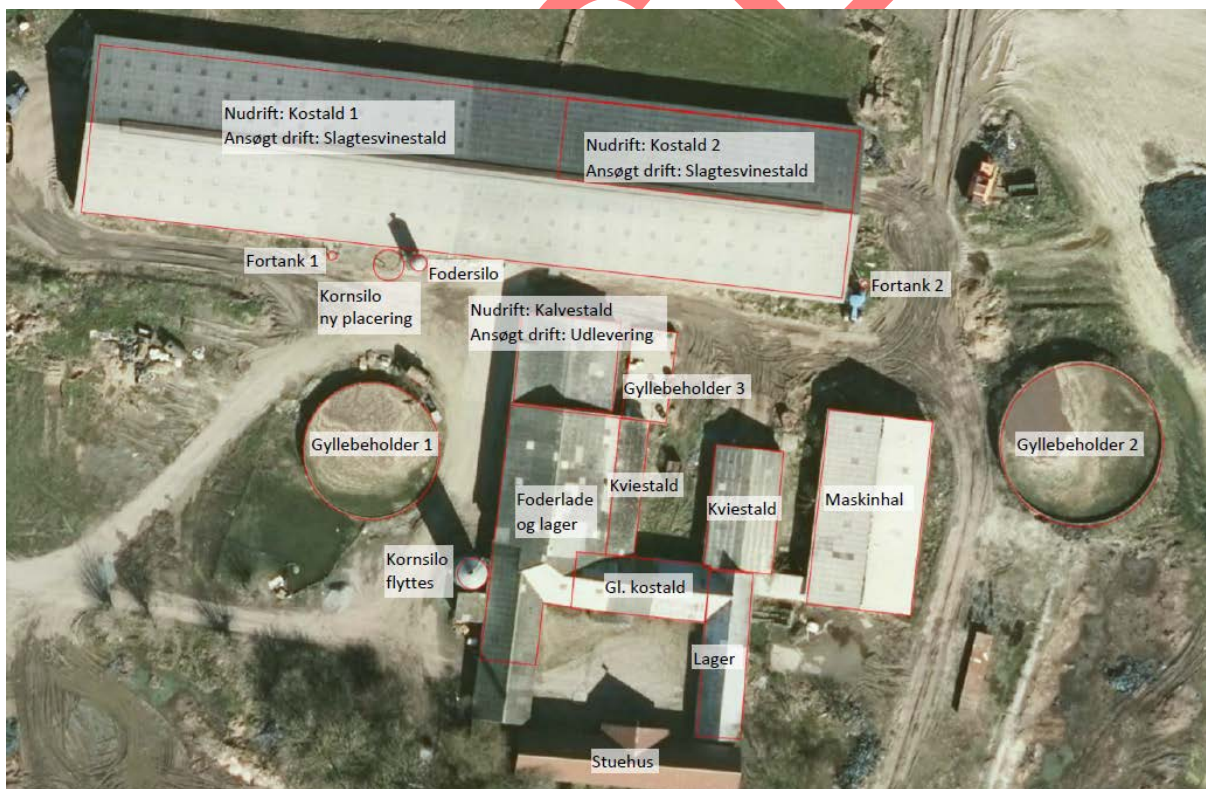 Nudrift: Kostald 1
Ansøgt drift: Slagtesvinestald
Nudrift: Kostald 2
Ansøgt drift: Slagtesvinestald
Fortank 1
Fodersilo
Fortank 2
Kornsilo
ny placering
Nudrift: Kalvestald
Ansøgt drift: Udlevering
Gyllebeholder 3
Gyllebeholder 1
Gyllebeholder 2
Kviestald
Kviestald
Maskinhal
Foderlade
og lager
Kornsilo
flyttes
Gl. kostald
Lager
Stuehus